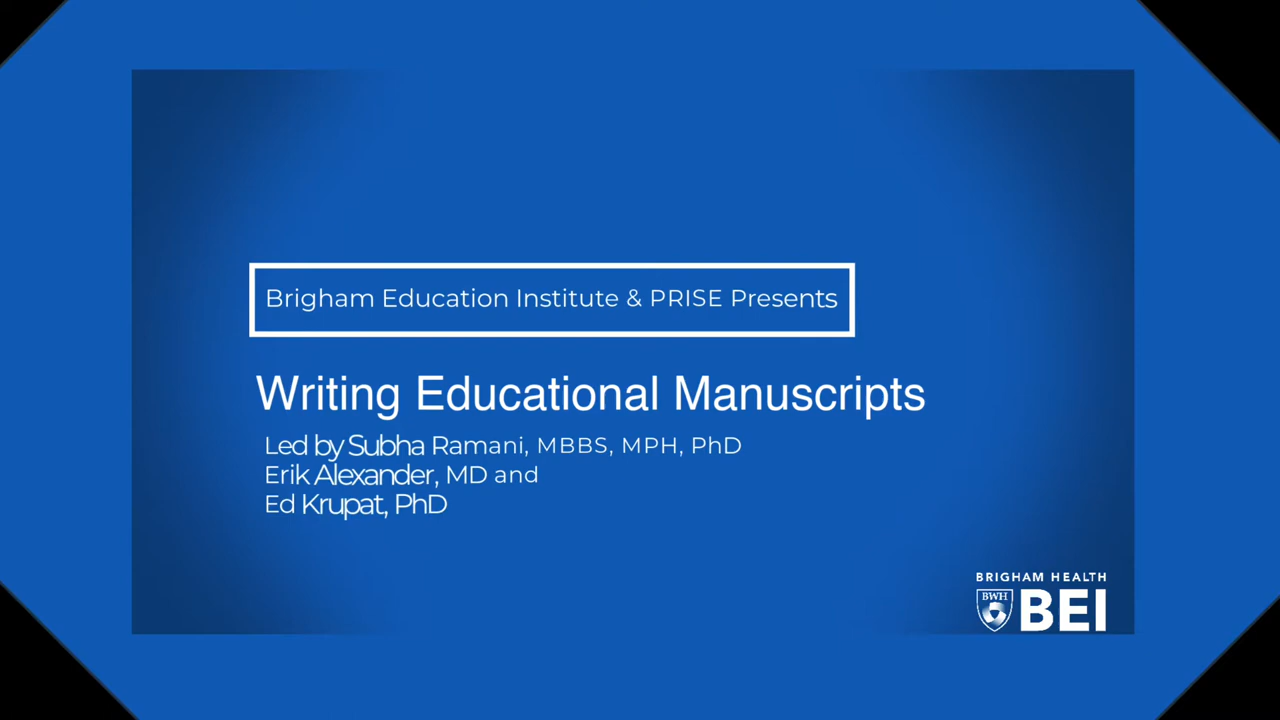 Brigham Education Institute & PRISE Presents
Writing Educational Manuscripts
Led by Subha Ramani, MBBS, MPH, PhD
Erik Alexander, MD and
Ed Krupat, PhD
BRIGHAM HEALTH
BWH
BEI